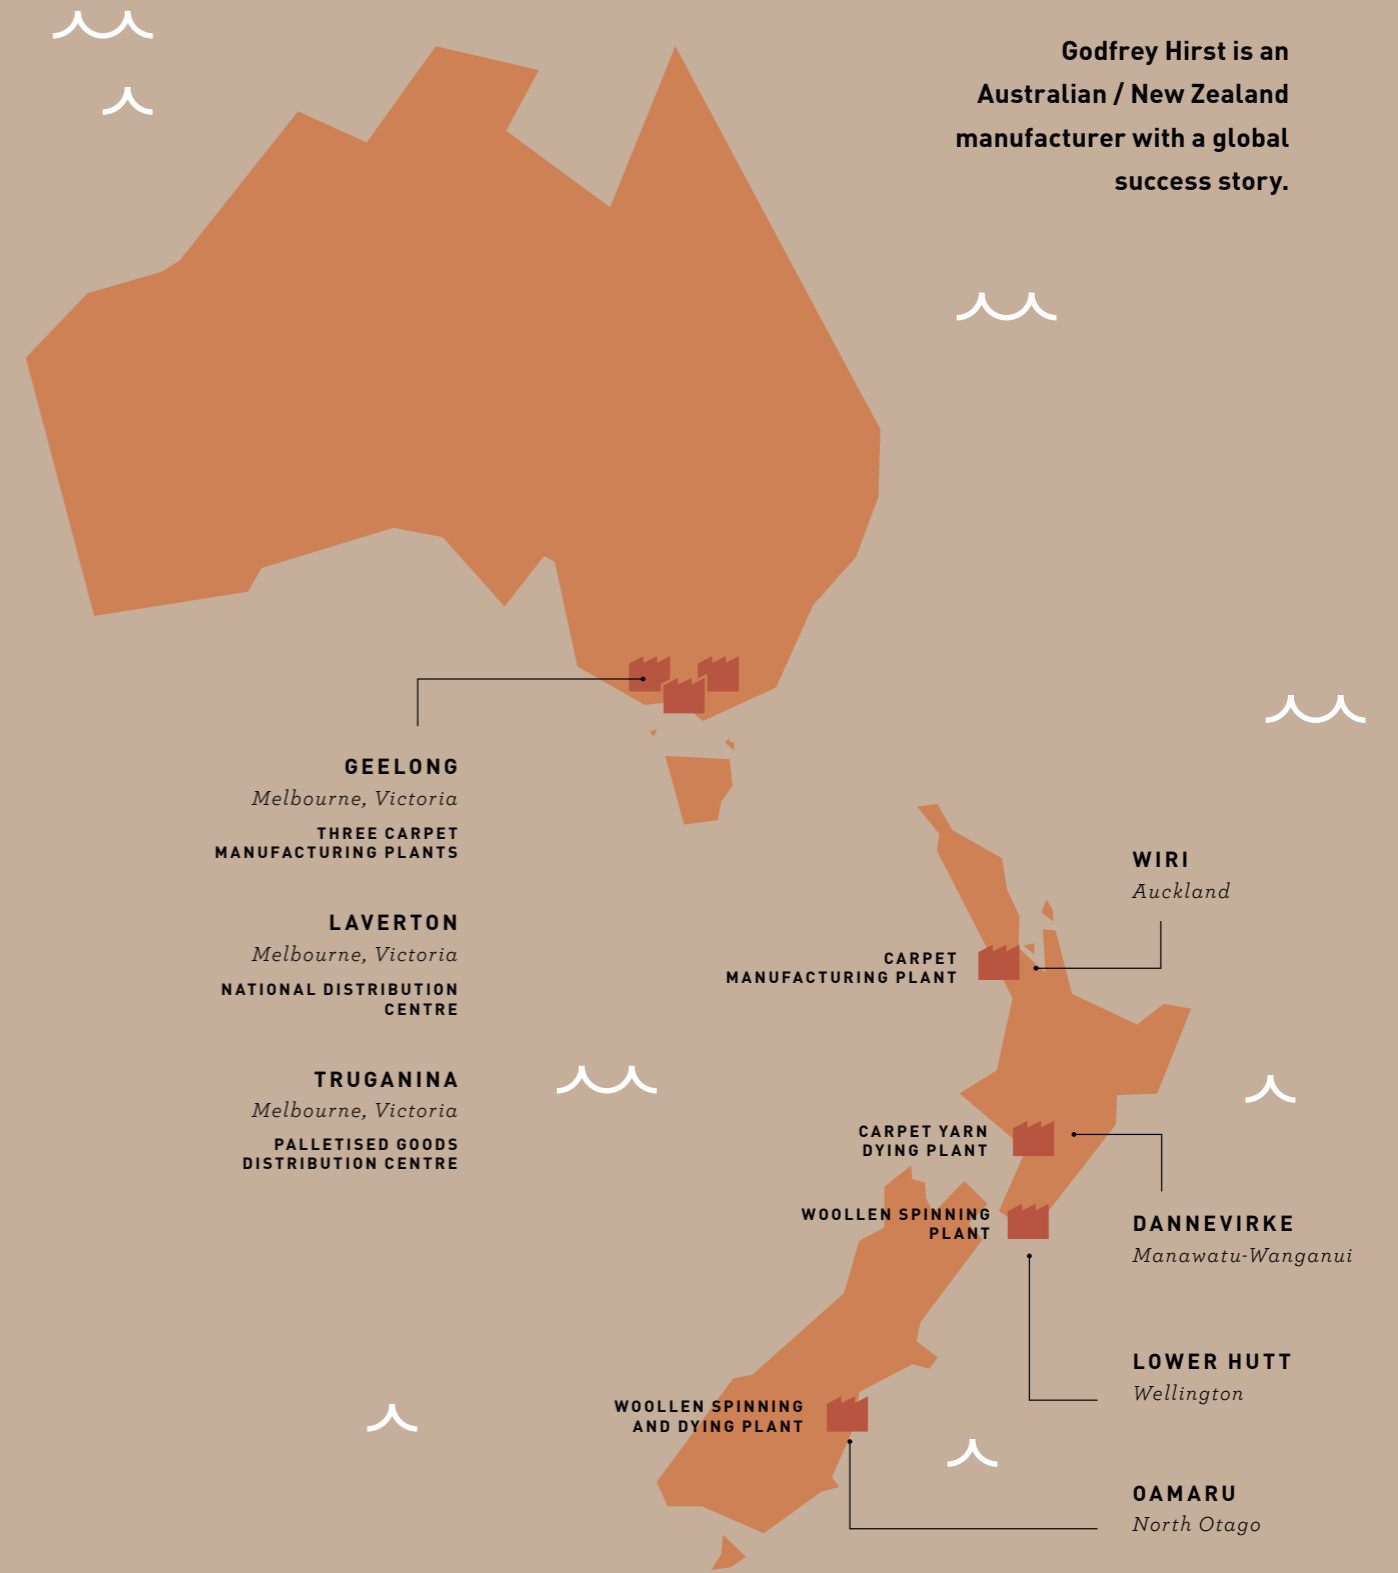 Godfrey Hirst is an
Australian / New Zealand
manufacturer with a global
success story.
GEELONG
Melbourne, Victoria
THREE CARPET
MANUFACTURING PLANTS
LAVERTON
Melbourne, Victoria
NATIONAL DISTRIBUTION
CENTRE
TRUGANINA
Melbourne, Victoria
PALLETISED GOODS
DISTRIBUTION CENTRE
WIRI
Auckland
CARPET
MANUFACTURING PLANT
CARPET YARN
DYING PLANT
DANNEVIRKE
Manawatu-Wanganui
WOOLLEN SPINNING
PLANT
LOWER HUTT
Wellington
WOOLLEN SPINNING
AND DYING PLANT
OAMARU
North Otago